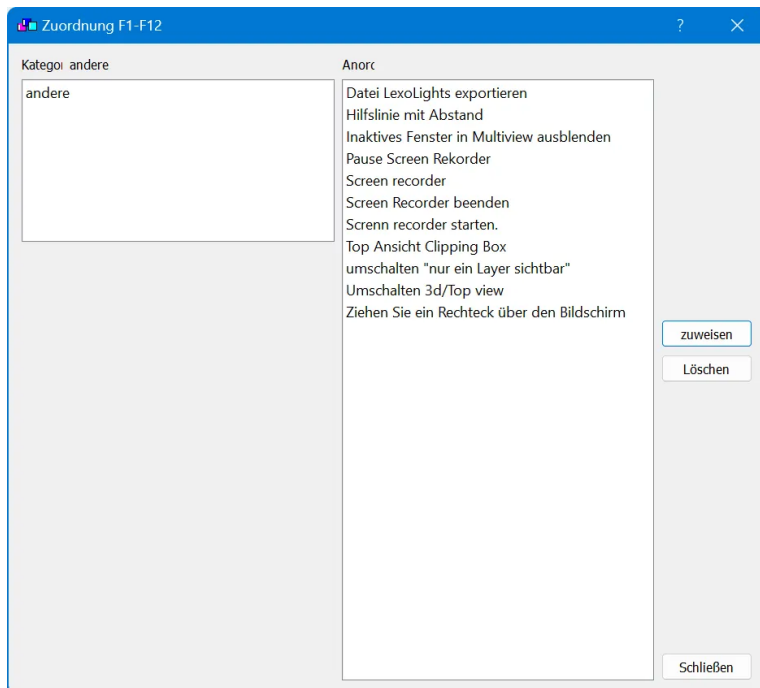 Zuordnung F1-F12
?
Kategoı andere
Anorc
andere
Datei LexoLights exportieren
Hilfslinie mit Abstand
Inaktives Fenster in Multiview ausblenden
Pause Screen Rekorder
Screen recorder
Screen Recorder beenden
Screnn recorder starten.
Top Ansicht Clipping Box
umschalten "nur ein Layer sichtbar"
Umschalten 3d/Top view
Ziehen Sie ein Rechteck über den Bildschirm
zuweisen
Löschen
Schließen